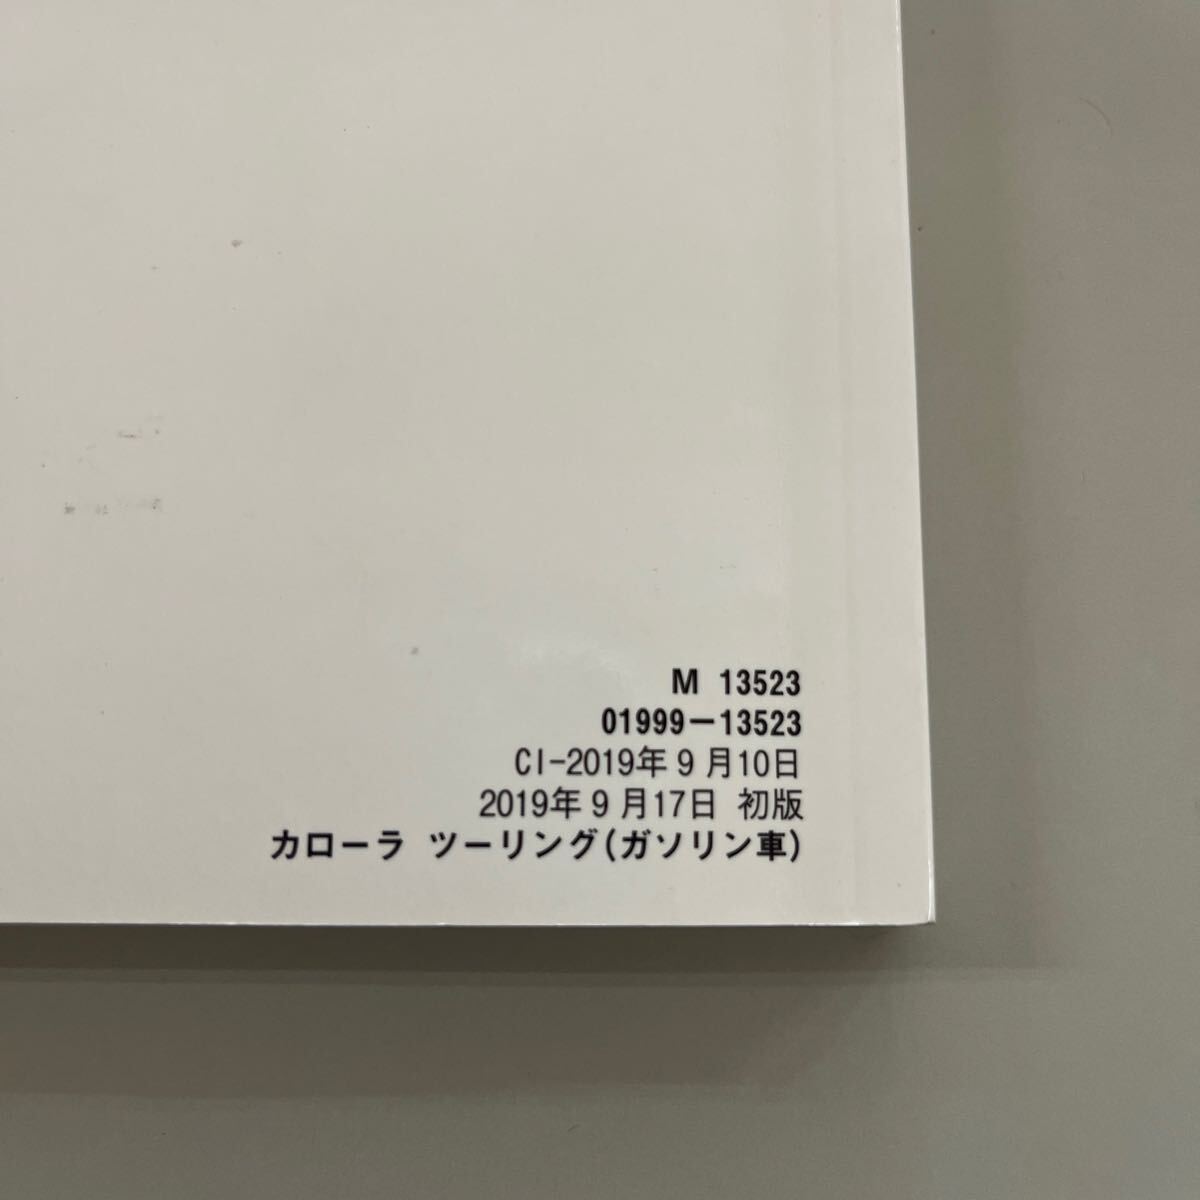 M 13523
01999-13523
CI-2019年9月10日
2019年9月17日 初版
カローラ ツーリング(ガソリン車)